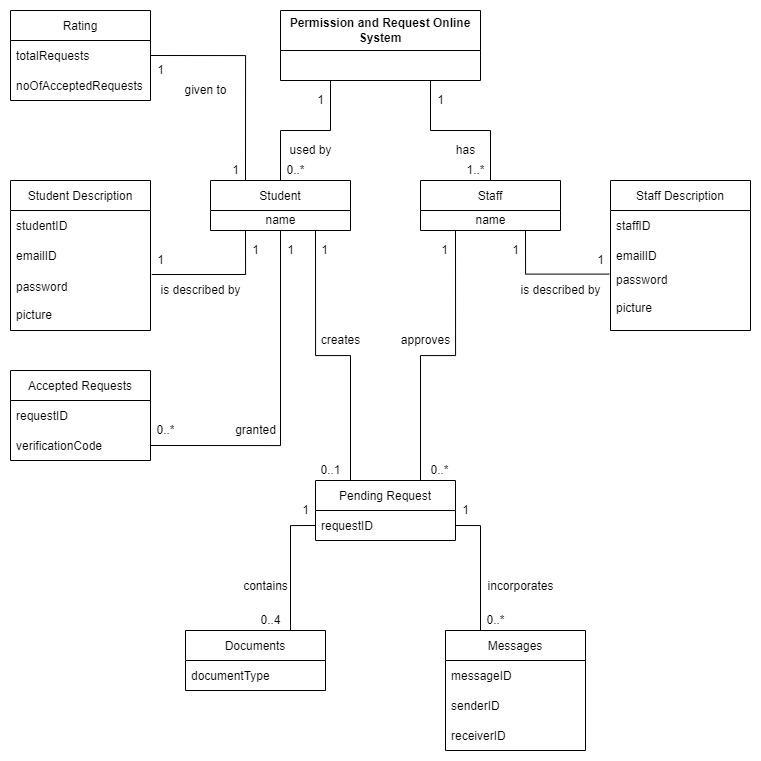 Rating
totalRequests
noOfAcceptedRequests
Permission and Request Online
System
1
given to
1
1
used by
0..*
1
has
1..*
Student Description
studentID
emailID
password
picture
Student
name
Staff
name
Staff Description
staffID
emailID
password
picture
1
is described by
1
1
1
1
1
1
is described by
creates
approves
Accepted Requests
requestID
verificationCode
0..*
granted
0..1
0..*
Pending Request
requestID
1
1
contains
0..4
incorporates
0..*
Documents
documentType
Messages
messageID
senderID
receiverID